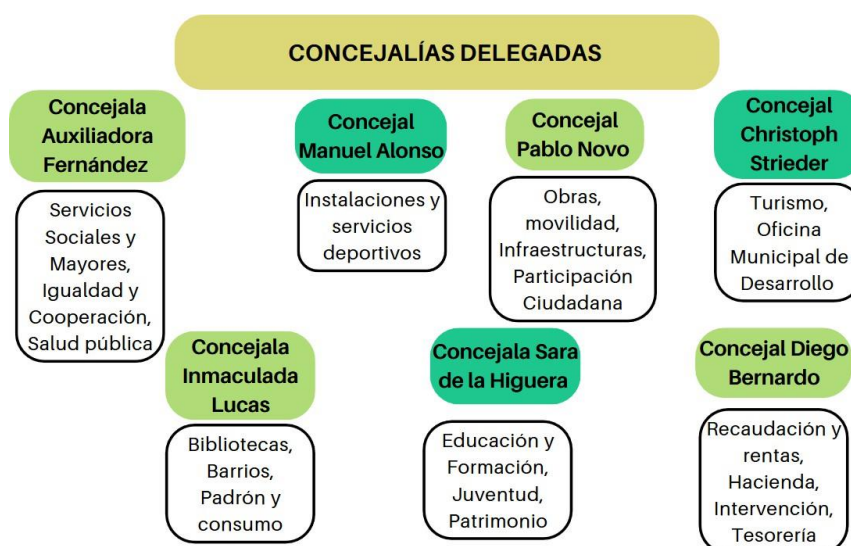 CONCEJALÍAS DELEGADAS
Concejala
Auxiliadora
Fernández
Servicios
Sociales y
Mayores,
Igualdad y
Cooperación,
Salud pública
Concejal
Manuel Alonso
Instalaciones y
servicios
deportivos
Concejal
Pablo Novo
Obras,
movilidad,
Infraestructuras,
Participación
Ciudadana
Concejal
Christoph
Strieder
Turismo,
Oficina
Municipal de
Desarrollo
Concejala
Inmaculada
Lucas
Bibliotecas,
Barrios,
Padrón y
consumo
Concejala Sara
de la Higuera
Educación y
Formación,
Juventud,
Patrimonio
Concejal Diego
Bernardo
Recaudación y
rentas,
Hacienda,
Intervención,
Tesorería